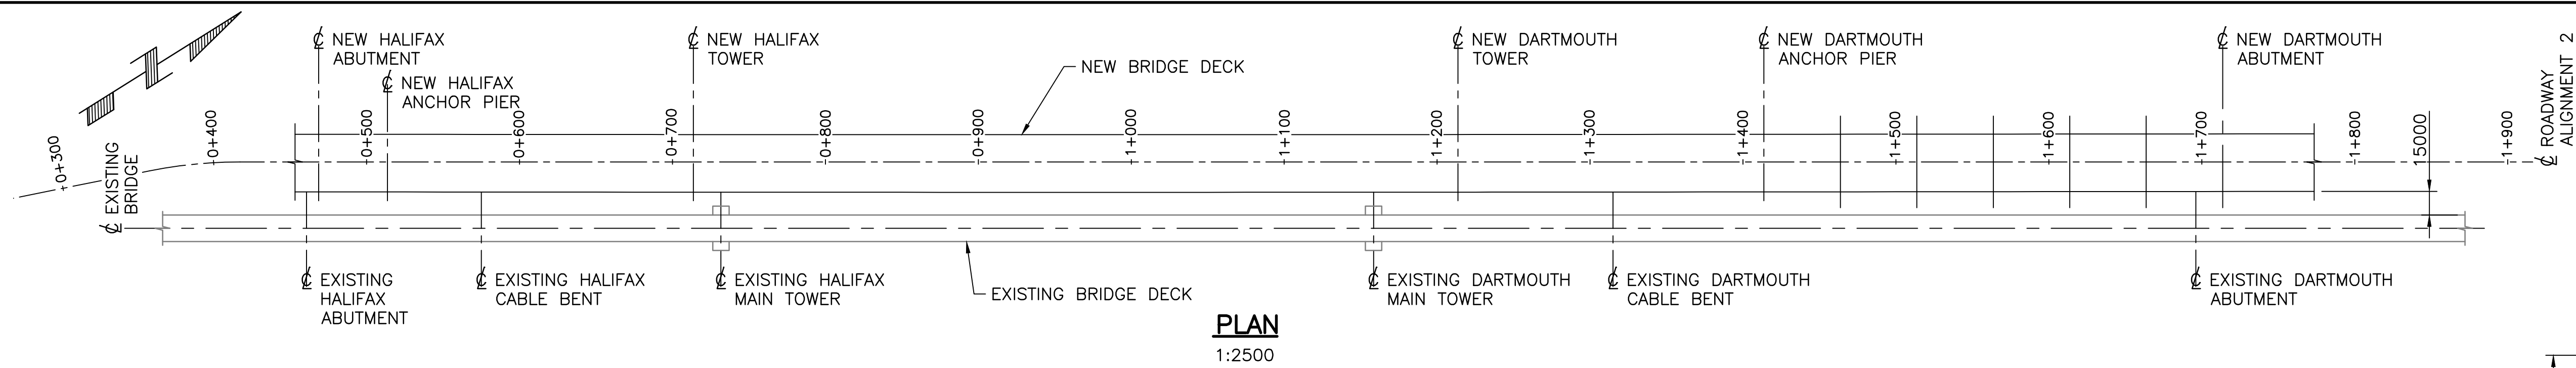 ℄ NEW HALIFAX
ABUTMENT
℄ NEW HALIFAX
ANCHOR PIER
℄ NEW HALIFAX
TOWER
NEW BRIDGE DECK
℄ NEW DARTMOUTH
TOWER
℄ NEW DARTMOUTH
ANCHOR PIER
℄ NEW DARTMOUTH
ABUTMENT
℄ ROADWAY
ALIGNMENT 2
0+300
0+400
0+500
0+600
0+700
0+800
0+900
1+000
1+100
1+200
1+300
1+400
1+500
1+600
1+700
1+800
1+900
15000
℄ EXISTING
BRIDGE
℄ EXISTING
HALIFAX
ABUTMENT
℄ EXISTING HALIFAX
CABLE BENT
℄ EXISTING HALIFAX
MAIN TOWER
EXISTING BRIDGE DECK
℄ EXISTING DARTMOUTH
MAIN TOWER
℄ EXISTING DARTMOUTH
CABLE BENT
℄ EXISTING DARTMOUTH
ABUTMENT
PLAN
1:2500